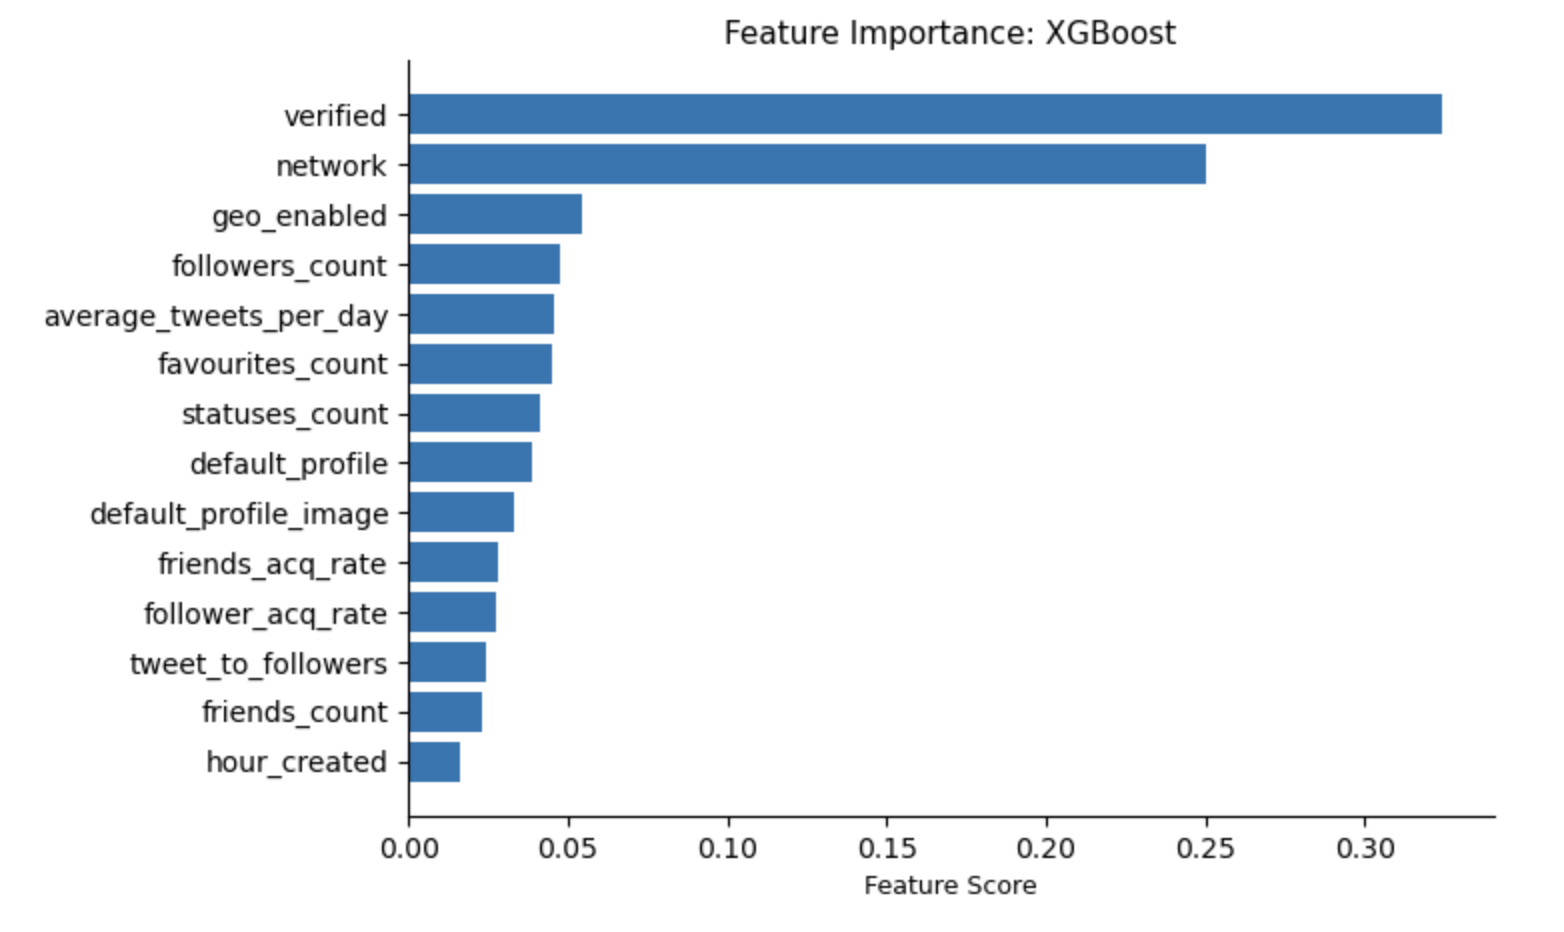 Feature Importance: XGBoost
verified
network
geo_enabled
followers_count
average_tweets_per_day
favourites_count
statuses_count
default_profile
default_profile_image
friends_acq_rate
follower_acq_rate
tweet_to_followers
friends_count
hour_created
0.00 0.05 0.10 0.15 0.20 0.25 0.30
Feature Score